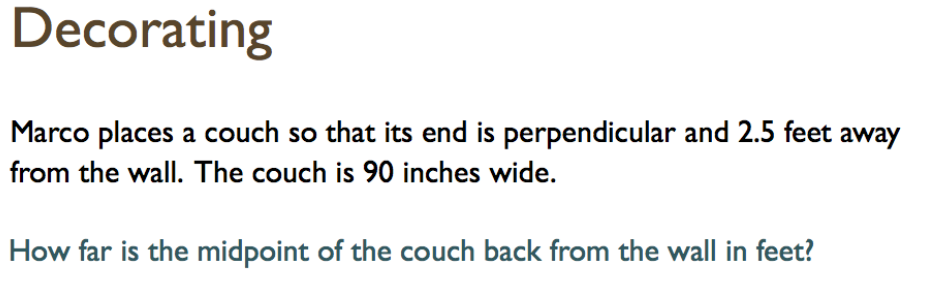 Decorating
Marco places a couch so that its end is perpendicular and 2.5 feet away
from the wall. The couch is 90 inches wide.
How far is the midpoint of the couch back from the wall in feet?